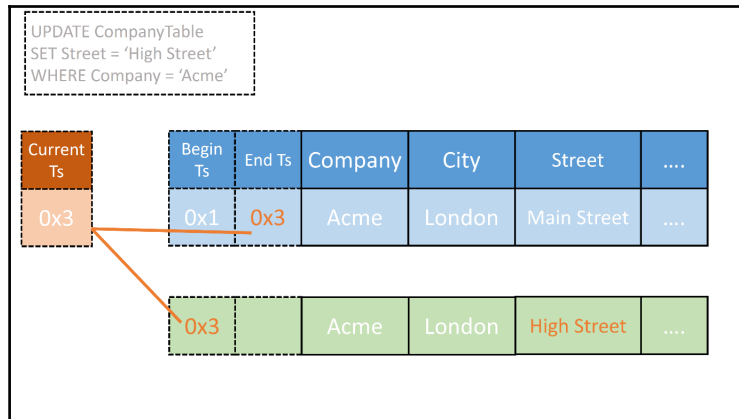 UPDATE CompanyTable
SET Street = ‘High Street’
WHERE Company = ‘Acme’
Current Ts Begin Ts End Ts Company City Street ....
0x3 0x1 0x3 Acme London Main Street ....
0x3 Acme London High Street ....